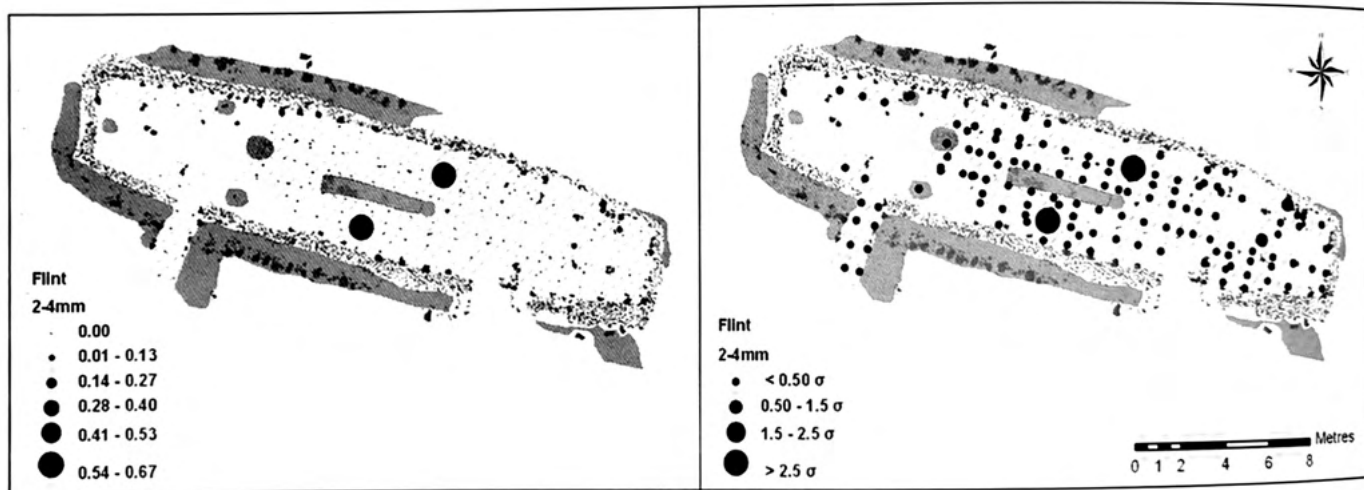 Flint
2-4mm
0.00
0.01 - 0.13
0.14 - 0.27
0.28 - 0.40
0.41 - 0.53
0.54 - 0.67
Flint
2-4mm
< 0.50 σ
0.50 - 1.5 σ
1.5 - 2.5 σ
> 2.5 σ
Metres
0 1 2 4 6 8